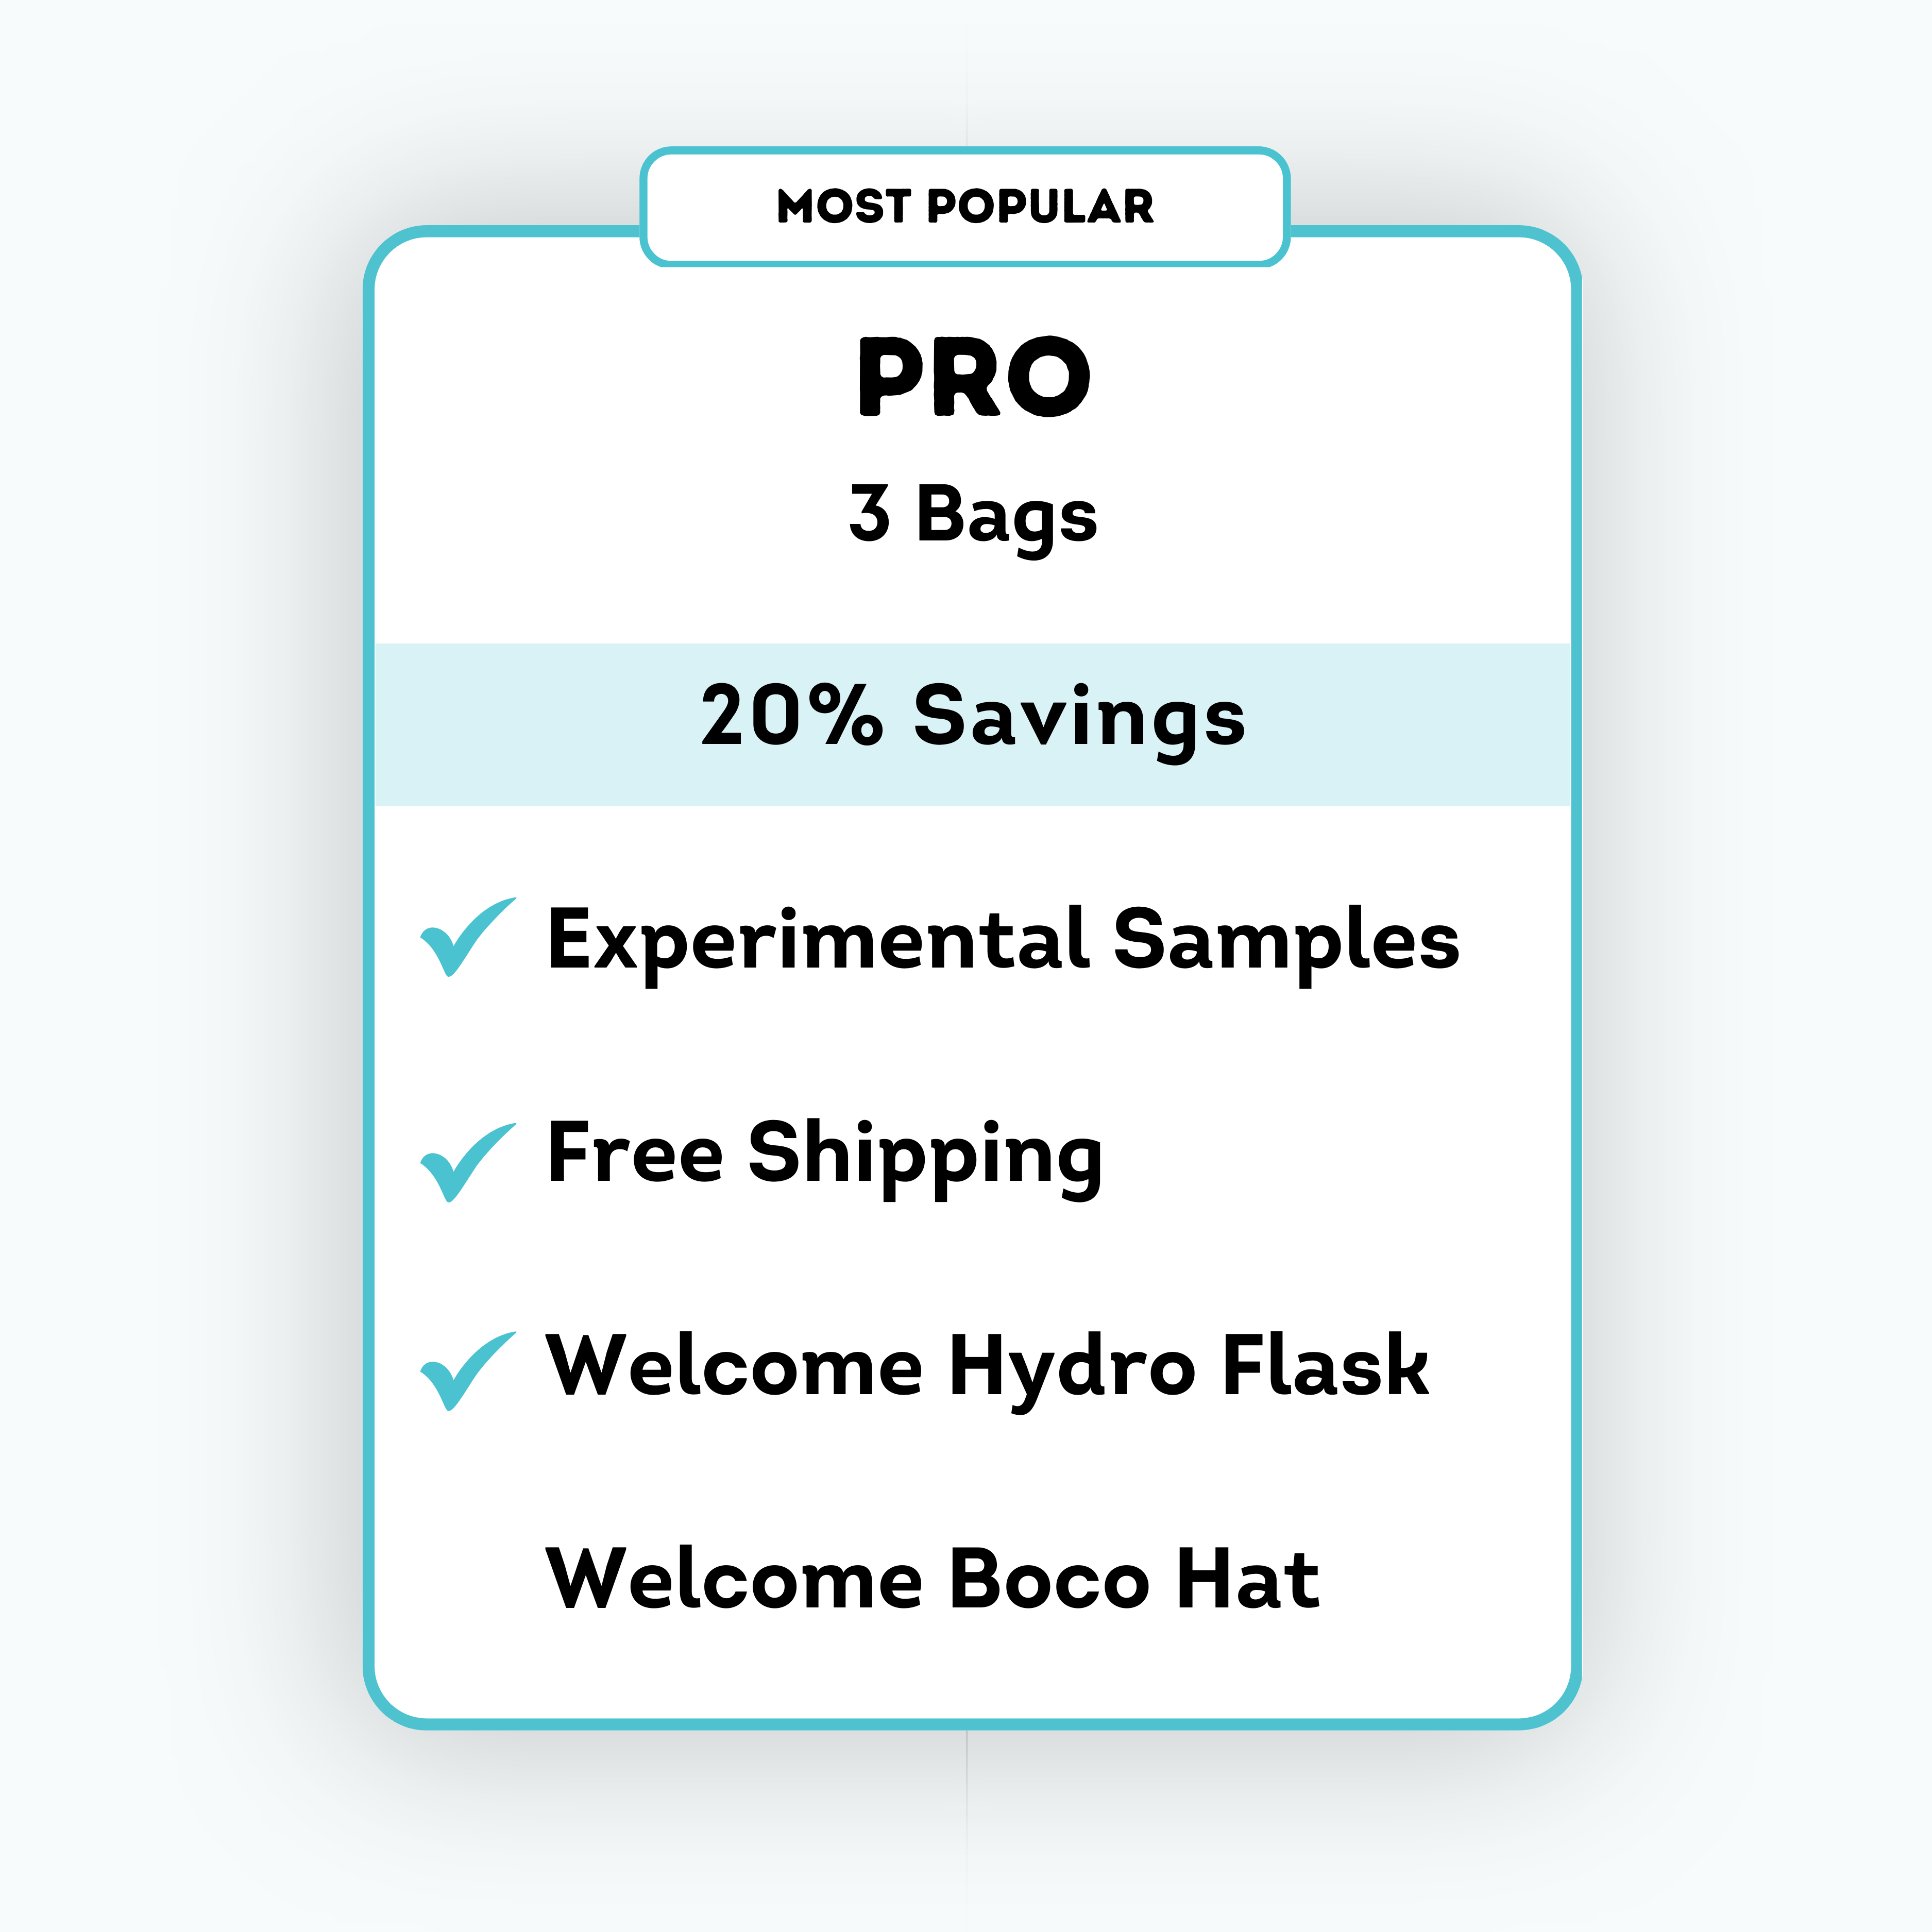 MOST POPULAR
PRO
3 Bags
20% Savings
Experimental Samples
Free Shipping
Welcome Hydro Flask
Welcome Boco Hat